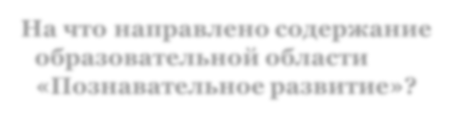 На что направлено содержание
образовательной области
«Познавательное развитие»?